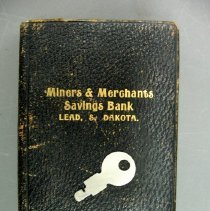 Miners & Merchants
Savings Bank
LEAD, S. DAKOTA.